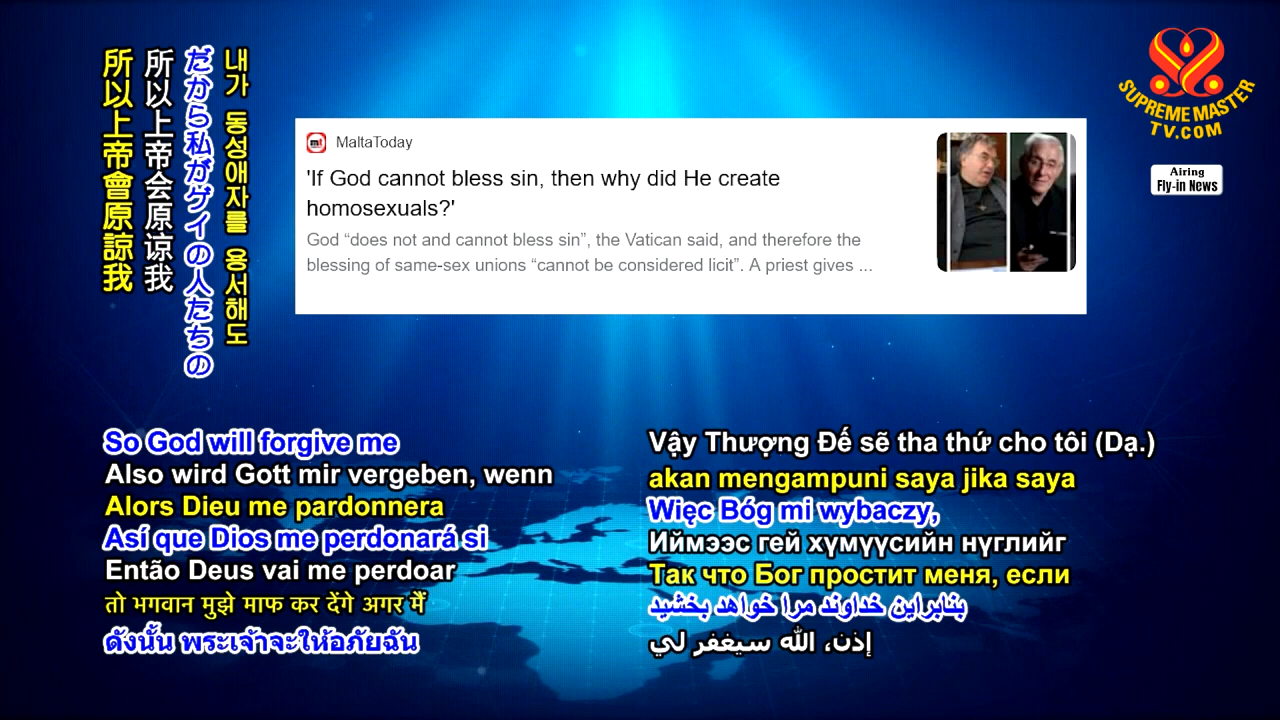 내가 동성애자를 용서해도
だから私がゲイの人たちの
所以上帝会原谅我
所以上帝會原諒我
SUPREME MASTER
TV.COM
Airing
Fly-in News
mt MaltaToday
'If God cannot bless sin, then why did He create
homosexuals?'
God “does not and cannot bless sin”, the Vatican said, and therefore the
blessing of same-sex unions “cannot be considered licit”. A priest gives ...
So God will forgive me
Also wird Gott mir vergeben, wenn
Alors Dieu me pardonnera
Así que Dios me perdonará si
Então Deus vai me perdoar
तो भगवान मुझे माफ कर देंगे अगर मैं
ดังนั้น พระเจ้าจะให้อภัยฉัน
Vậy Thượng Đế sẽ tha thứ cho tôi (Dạ.)
akan mengampuni saya jika saya
Więc Bóg mi wybaczy,
Иймээс гей хүмүүсийн нүглийг
Так что Бог простит меня, если
بنابراین خداوند مرا خواهد بخشید
إذن، الله سيغفر لي